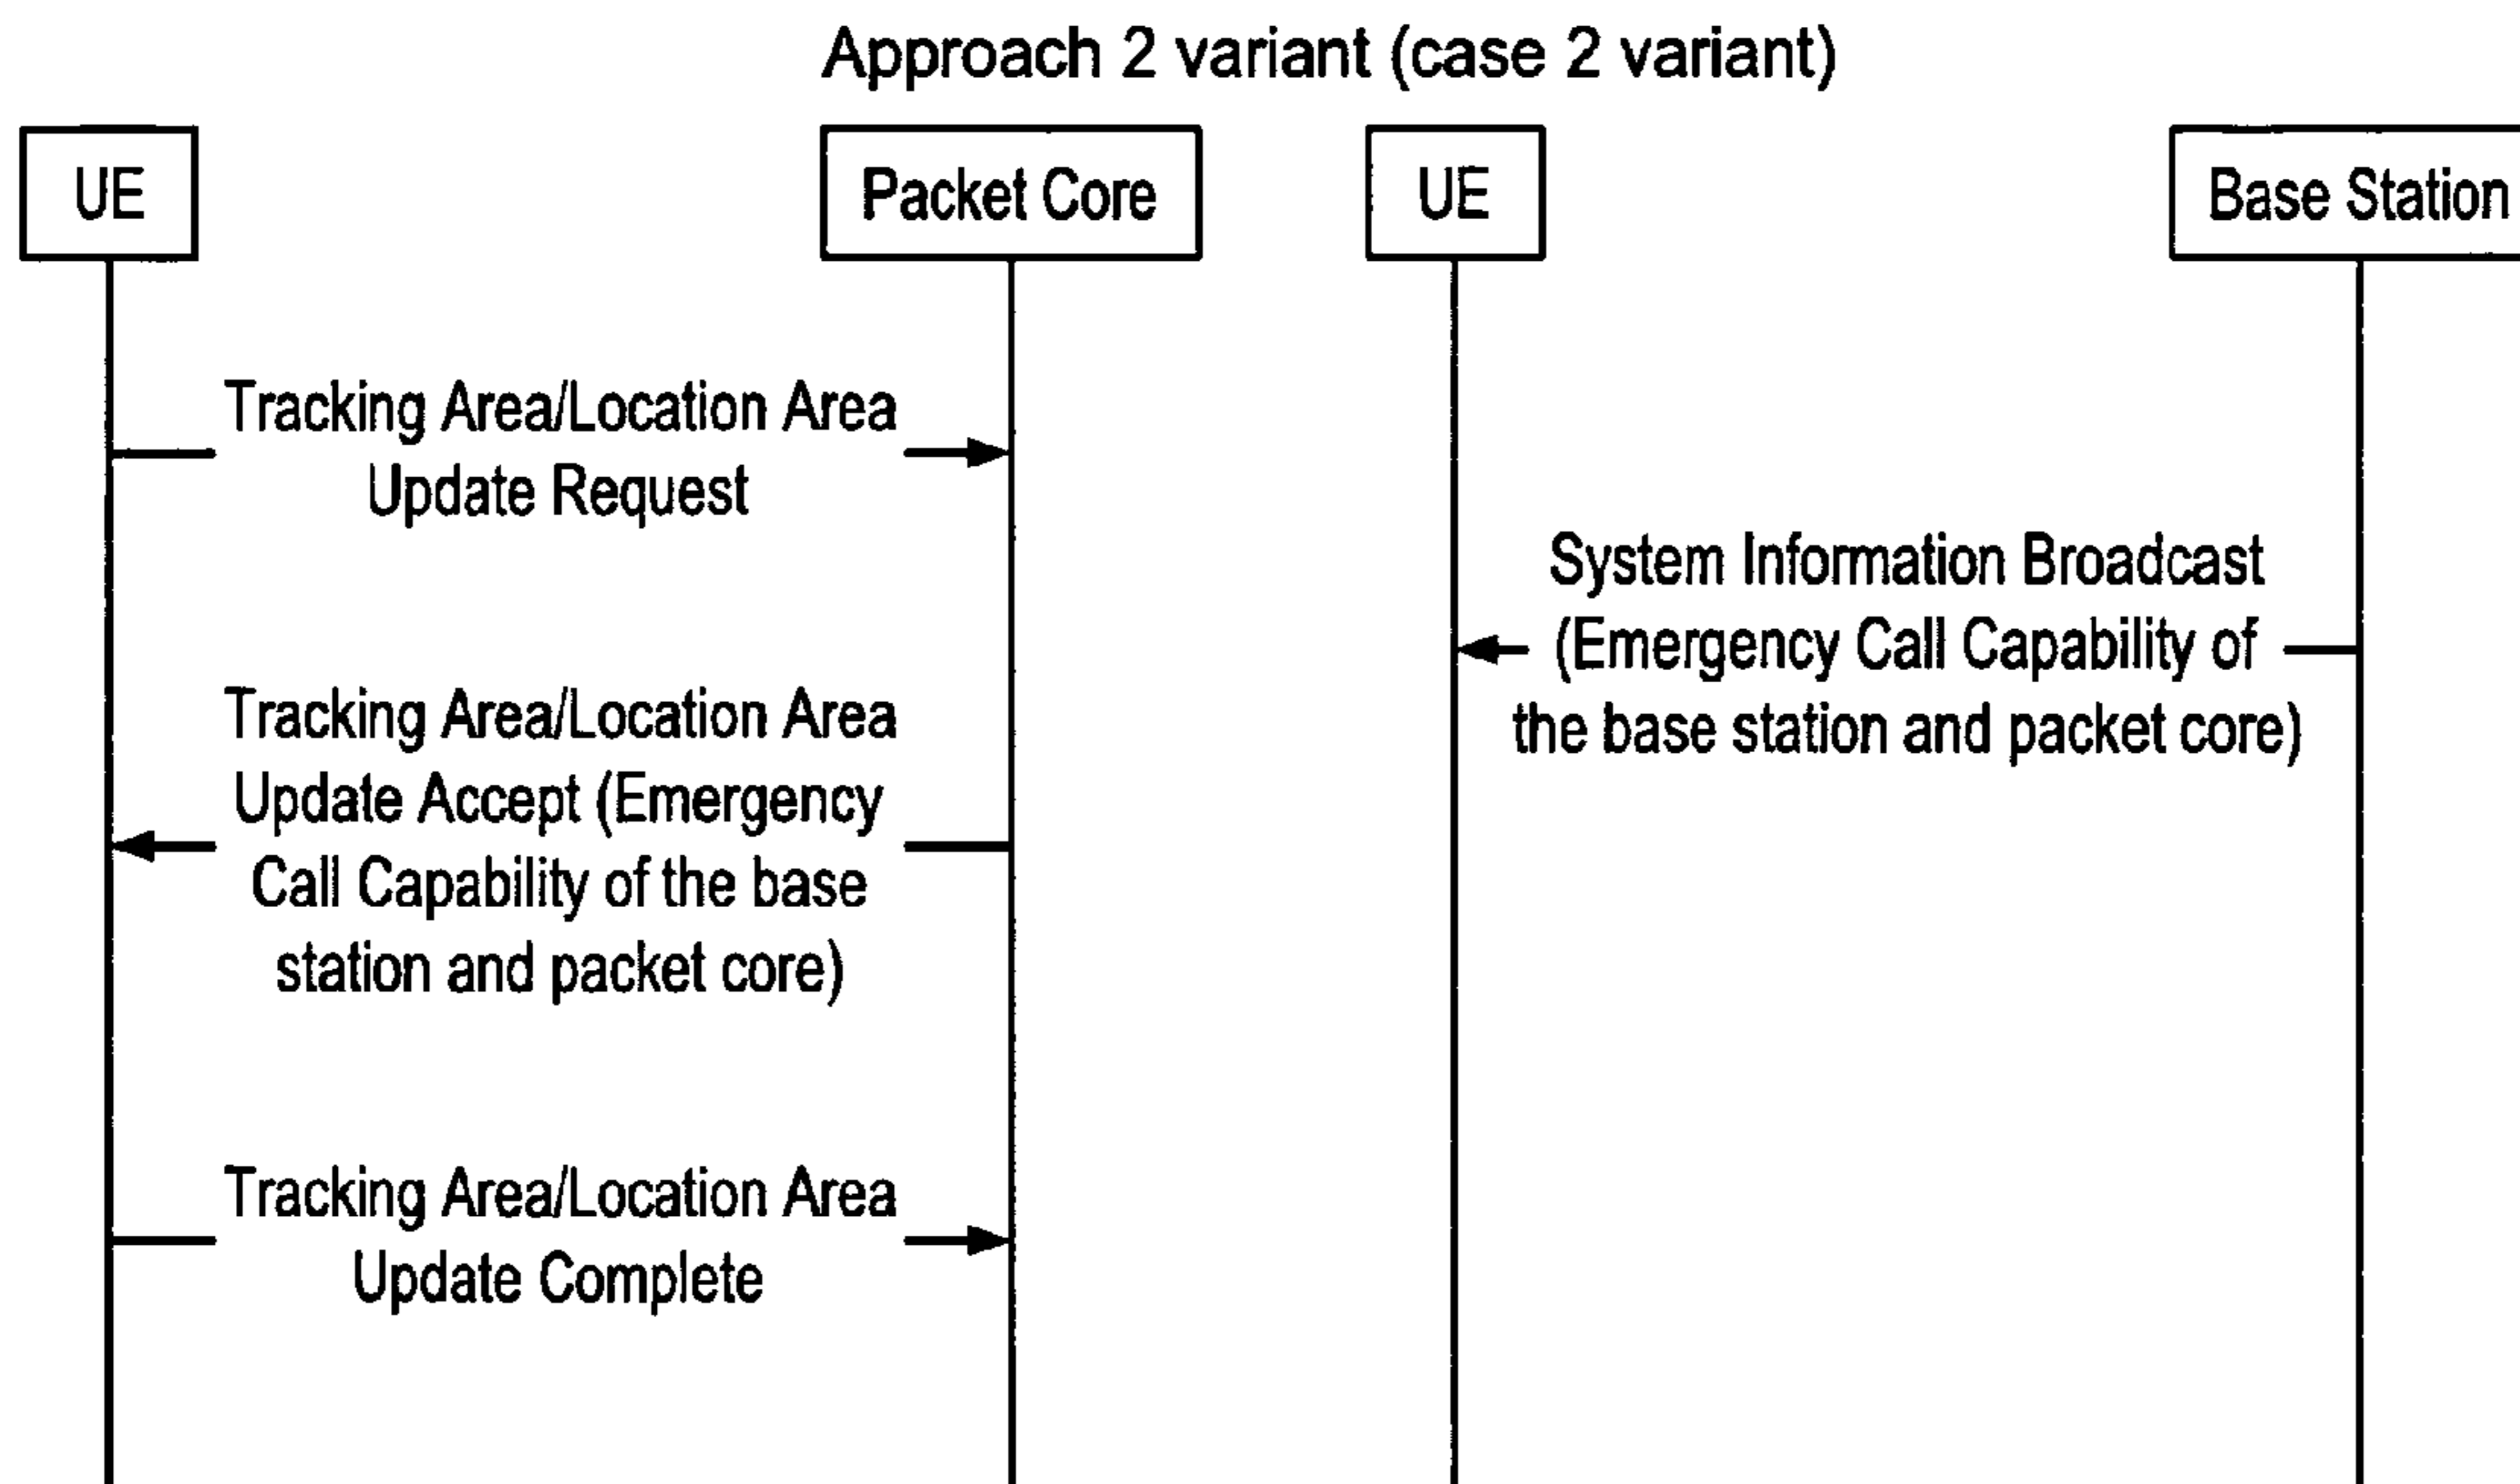 Approach 2 variant (case 2 variant)
UE
Packet Core
UE
Base Station
Tracking Area/Location Area
Update Request
Tracking Area/Location Area
Update Accept (Emergency
Call Capability of the base
station and packet core)
Tracking Area/Location Area
Update Complete
System Information Broadcast
(Emergency Call Capability of
the base station and packet core)